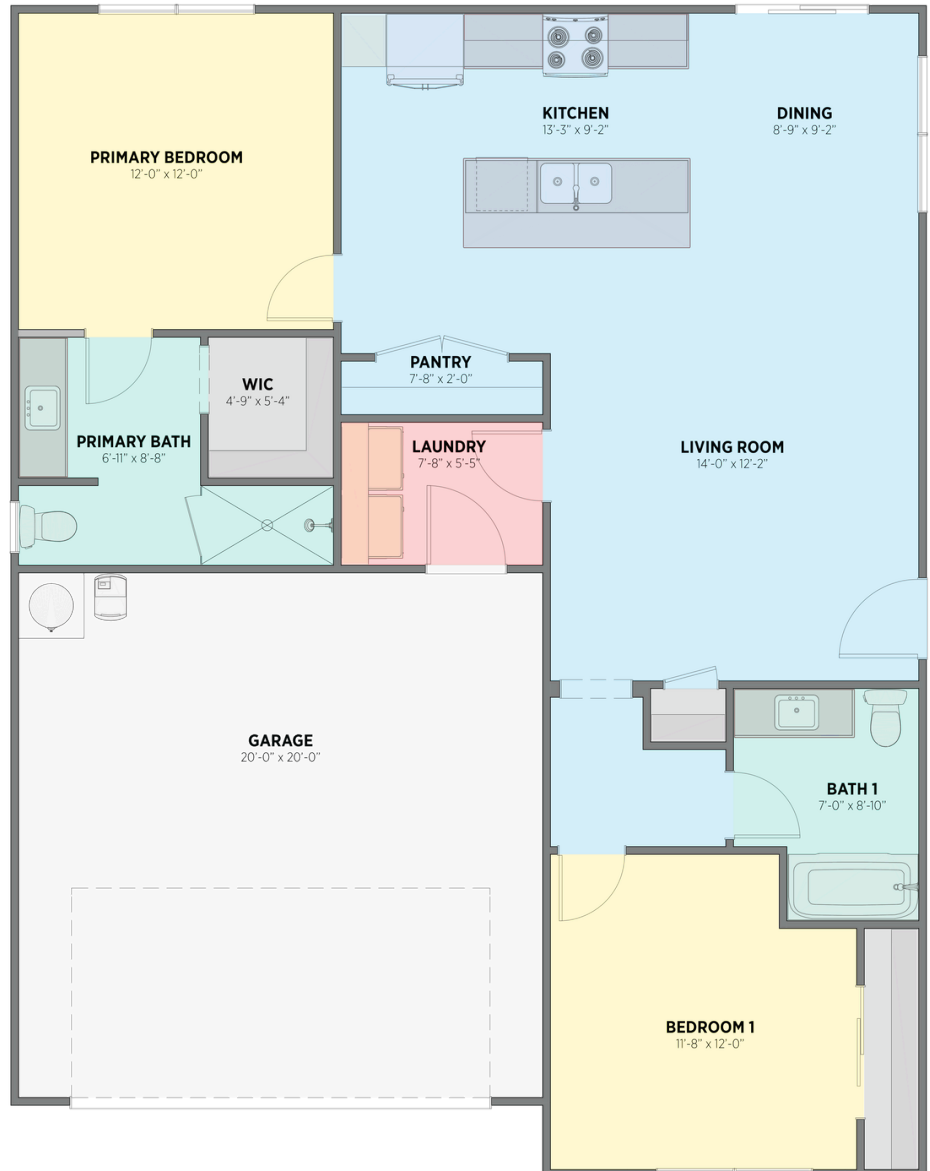 KITCHEN
13'-3" x 9'-2"
DINING
8'-9" x 9'-2"
PRIMARY BEDROOM
12'-0" x 12'-0"
PANTRY
7'-8" x 2'-0"
WIC
4'-9" x 5'-4"
PRIMARY BATH
6'-11" x 8'-8"
LAUNDRY
7'-8" x 5'-5"
LIVING ROOM
14'-0" x 12'-2"
GARAGE
20'-0" x 20'-0"
BATH 1
7'-0" x 8'-10"
BEDROOM 1
11'-8" x 12'-0"